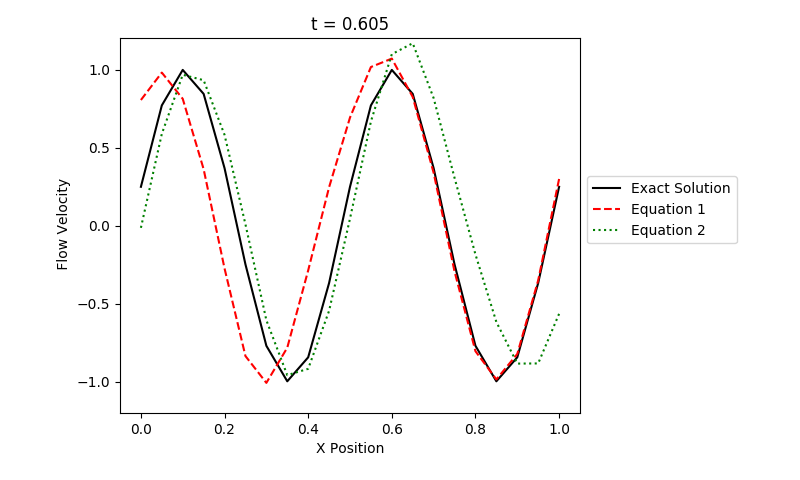 t = 0.605
1.0
0.5
0.0
−0.5
−1.0
Flow Velocity
0.0 0.2 0.4 0.6 0.8 1.0
X Position
Exact Solution
Equation 1
Equation 2